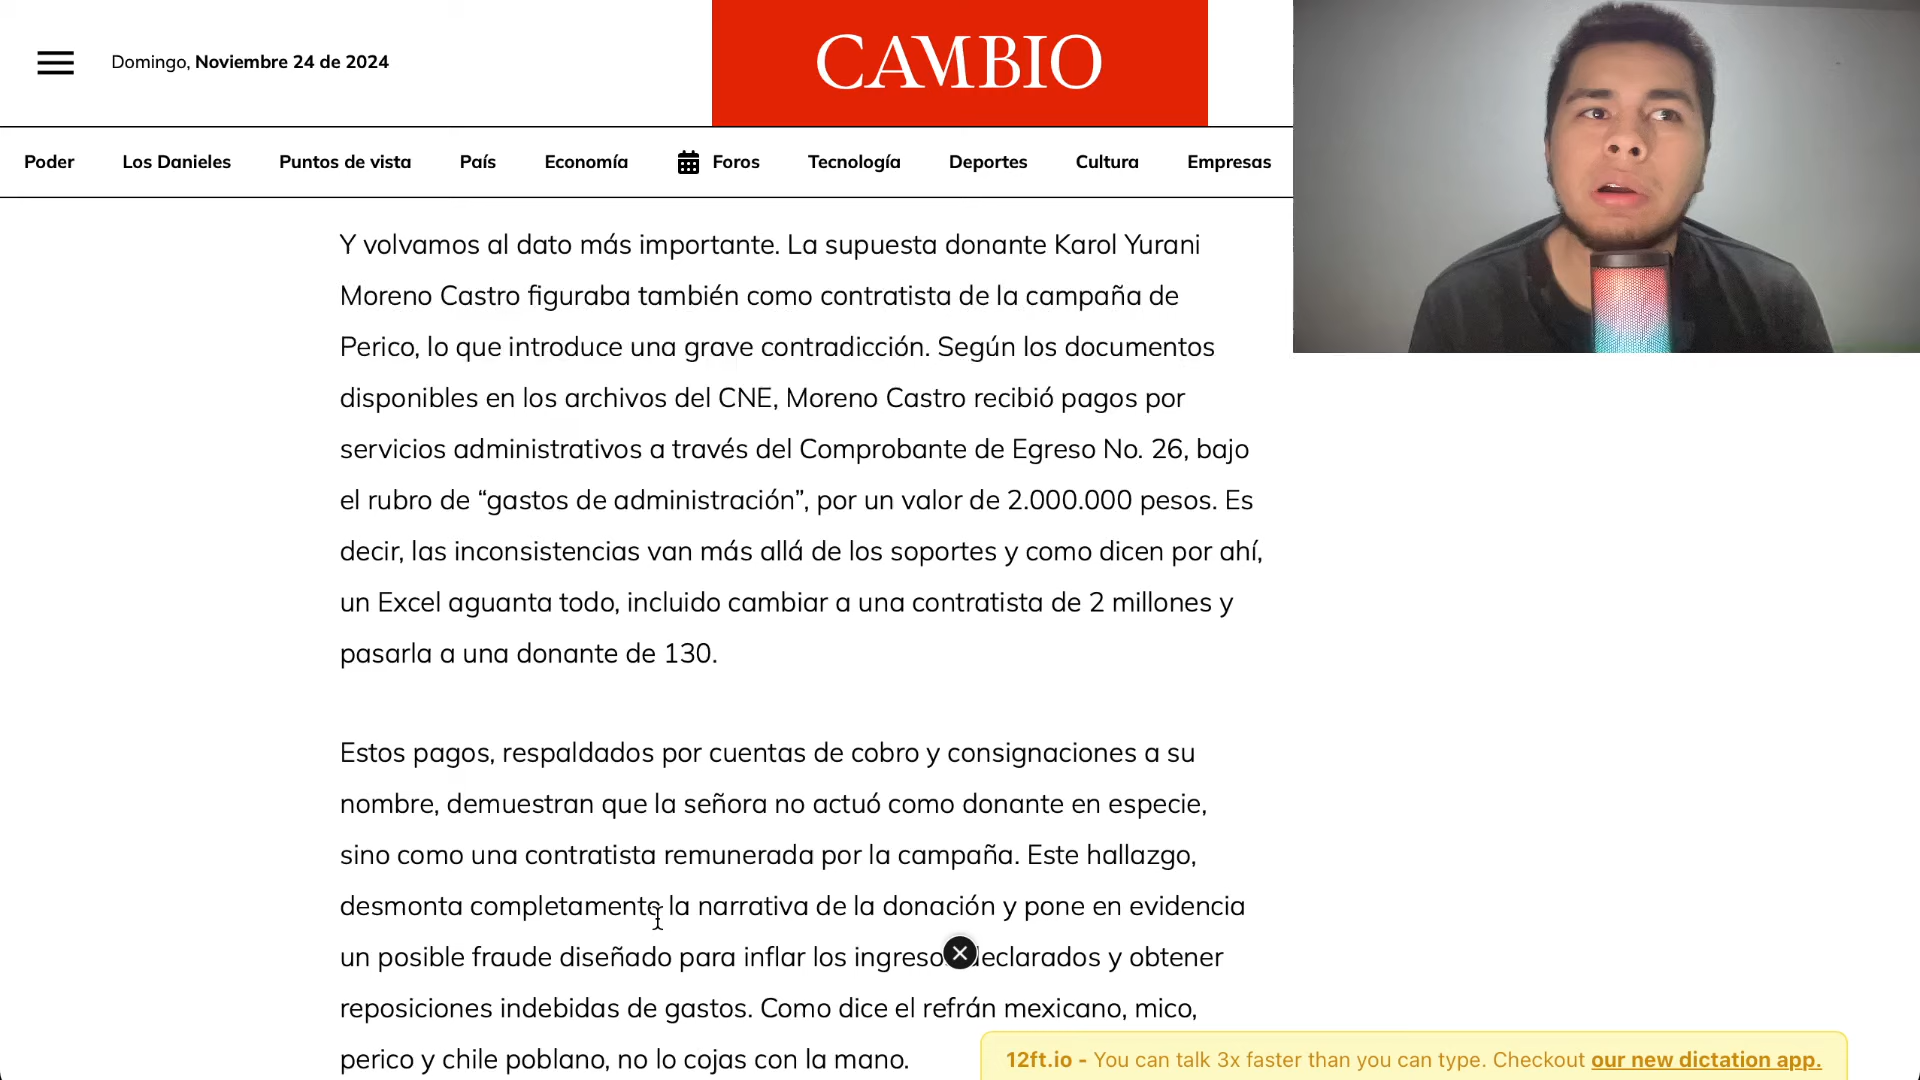 Domingo, Noviembre 24 de 2024
CAMBIO
Poder Los Danieles Puntos de vista País Economía Foros Tecnología Deportes Cultura Empresas
Y volvamos al dato más importante. La supuesta donante Karol Yurani
Moreno Castro figuraba también como contratista de la campaña de
Perico, lo que introduce una grave contradicción. Según los documentos
disponibles en los archivos del CNE, Moreno Castro recibió pagos por
servicios administrativos a través del Comprobante de Egreso No. 26, bajo
el rubro de “gastos de administración”, por un valor de 2.000.000 pesos. Es
decir, las inconsistencias van más allá de los soportes y como dicen por ahí,
un Excel aguanta todo, incluido cambiar a una contratista de 2 millones y
pasarla a una donante de 130.
Estos pagos, respaldados por cuentas de cobro y consignaciones a su
nombre, demuestran que la señora no actuó como donante en especie,
sino como una contratista remunerada por la campaña. Este hallazgo,
desmonta completamente la narrativa de la donación y pone en evidencia
un posible fraude diseñado para inflar los ingresos declarados y obtener
reposiciones indebidas de gastos. Como dice el refrán mexicano, mico,
perico y chile poblano, no lo cojas con la mano.
12ft.io - You can talk 3x faster than you can type. Checkout our new dictation app.